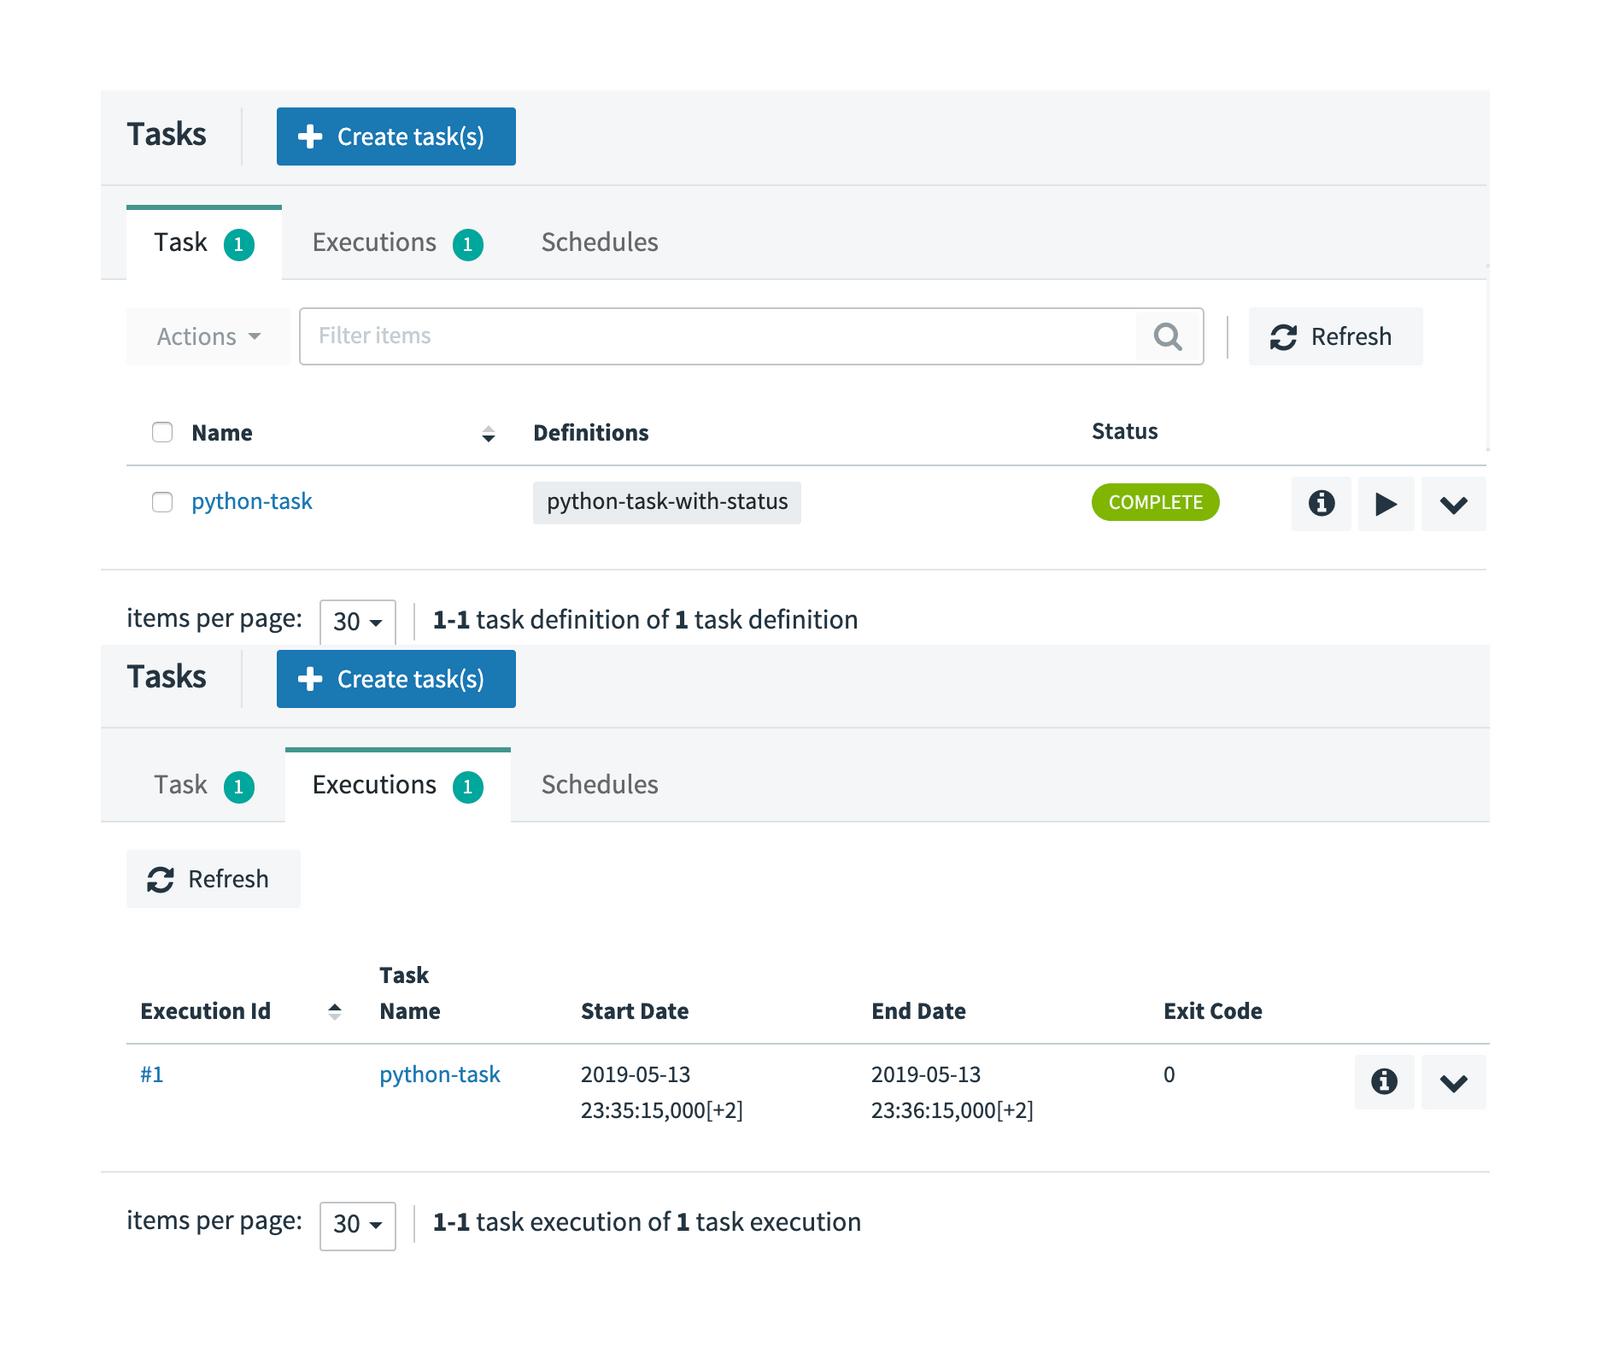 Tasks
Create task(s)
Task 1 Executions 1 Schedules
Actions Filter items Refresh
Name Definitions Status
python-task python-task-with-status COMPLETE
items per page: 30 1-1 task definition of 1 task definition
Tasks
Create task(s)
Task 1 Executions 1 Schedules
Refresh
Execution Id Task Name Start Date End Date Exit Code
#1 python-task 2019-05-13 23:35:15,000[+2] 2019-05-13 23:36:15,000[+2] 0
items per page: 30 1-1 task execution of 1 task execution